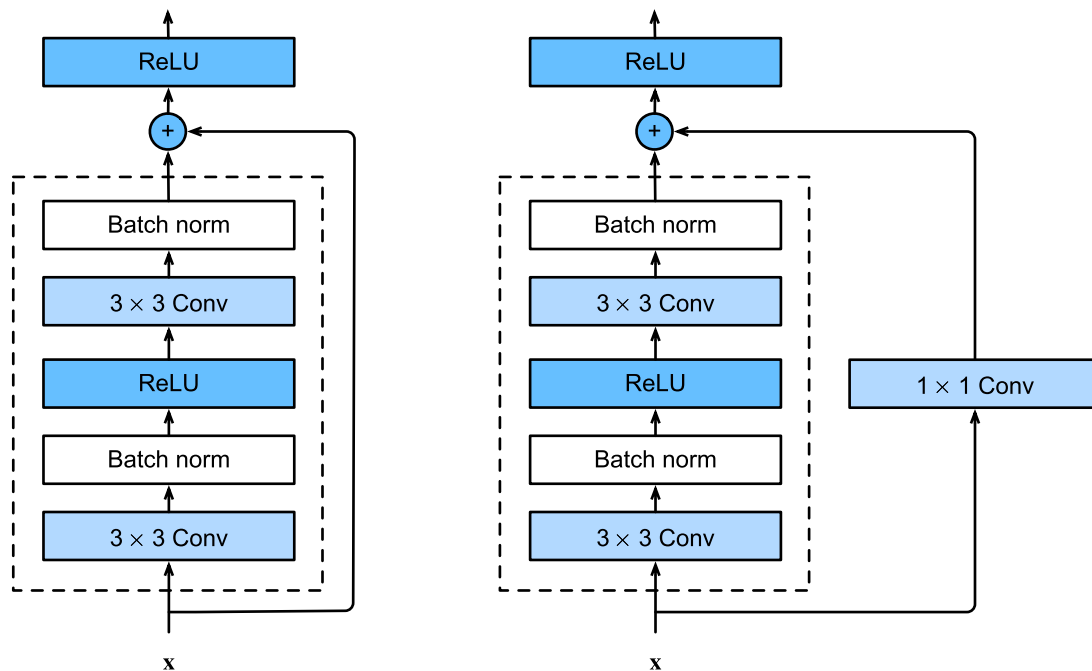 ReLU
+
Batch norm
3 × 3 Conv
ReLU
Batch norm
3 × 3 Conv
x
ReLU
+
Batch norm
3 × 3 Conv
ReLU
1 × 1 Conv
Batch norm
3 × 3 Conv
x